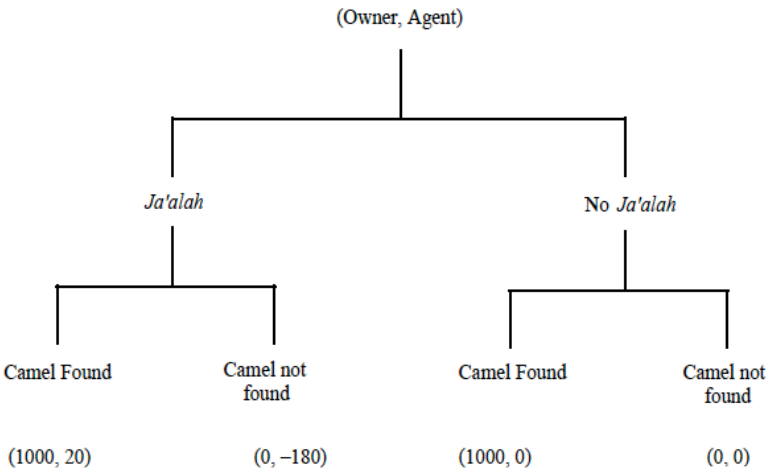 (Owner, Agent)
Ja'alah
No Ja'alah
Camel Found
Camel not
found
Camel Found
Camel not
found
(1000, 20)
(0, –180)
(1000, 0)
(0, 0)